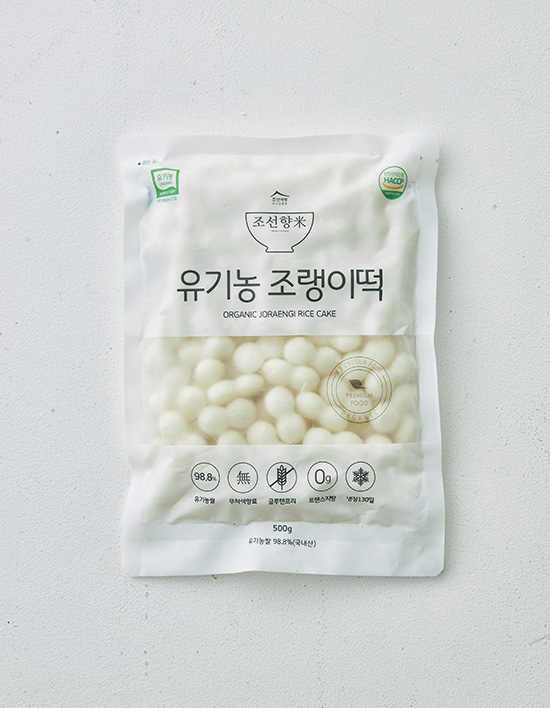 유기농
ORGANIC
HACCP
조선향米
유기농 조랭이떡
ORGANIC JORAENGI RICE CAKE
PREMIUM
FOOD
98.8%
無
0g
유기농쌀
무착색향료
글루텐프리
트랜스지방
냉장130일
500g
유기농쌀 98.8%(국내산)